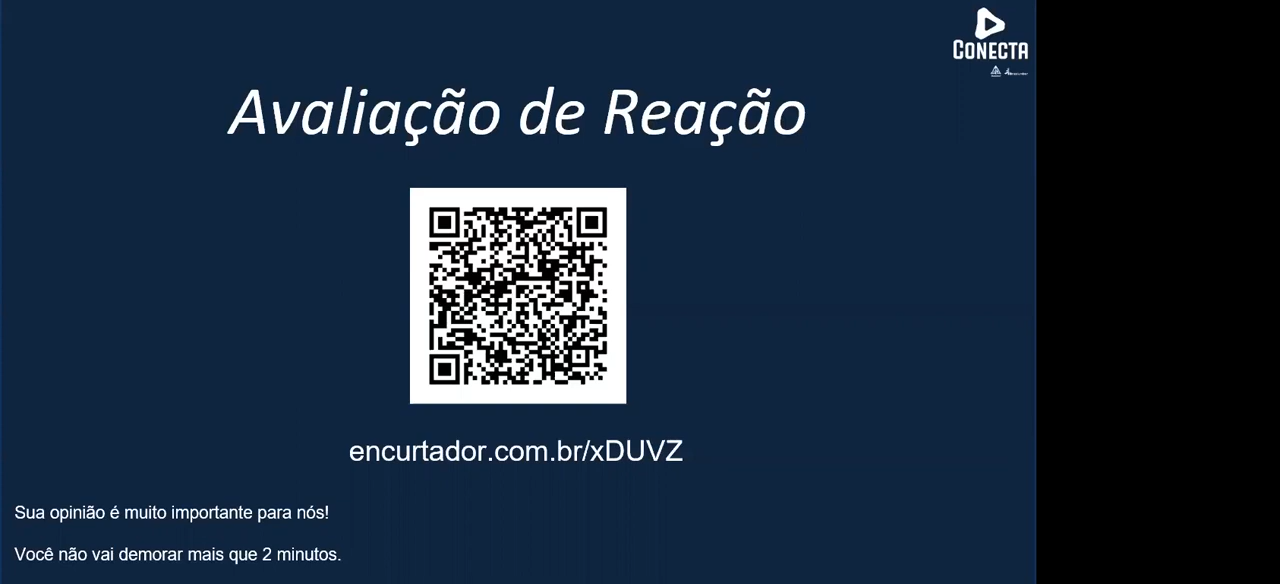 CONECTA
Avaliação de Reação
encurtador.com.br/xDUVZ
Sua opinião é muito importante para nós!
Você não vai demorar mais que 2 minutos.